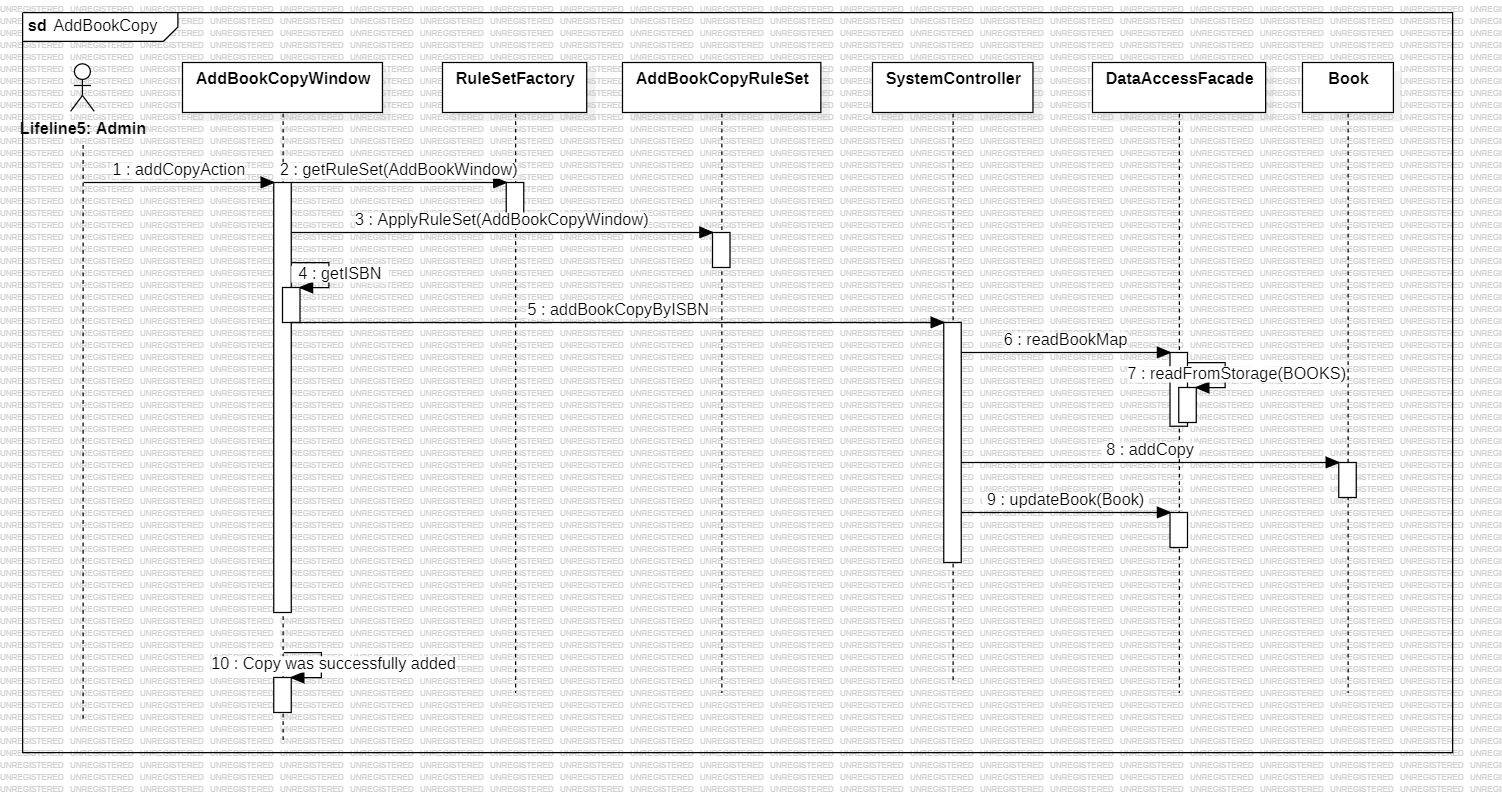 sd AddBookCopy
AddBookCopyWindow
RuleSetFactory
AddBookCopyRuleSet
SystemController
DataAccessFacade
Book
Lifeline5: Admin
1 : addCopyAction
2 : getRuleSet(AddBookWindow)
3 : ApplyRuleSet(AddBookCopyWindow)
4 : getISBN
5 : addBookCopyByISBN
6 : readBookMap
7 : readFromStorage(BOOKS)
8 : addCopy
9 : updateBook(Book)
10 : Copy was successfully added
UNREGISTERED